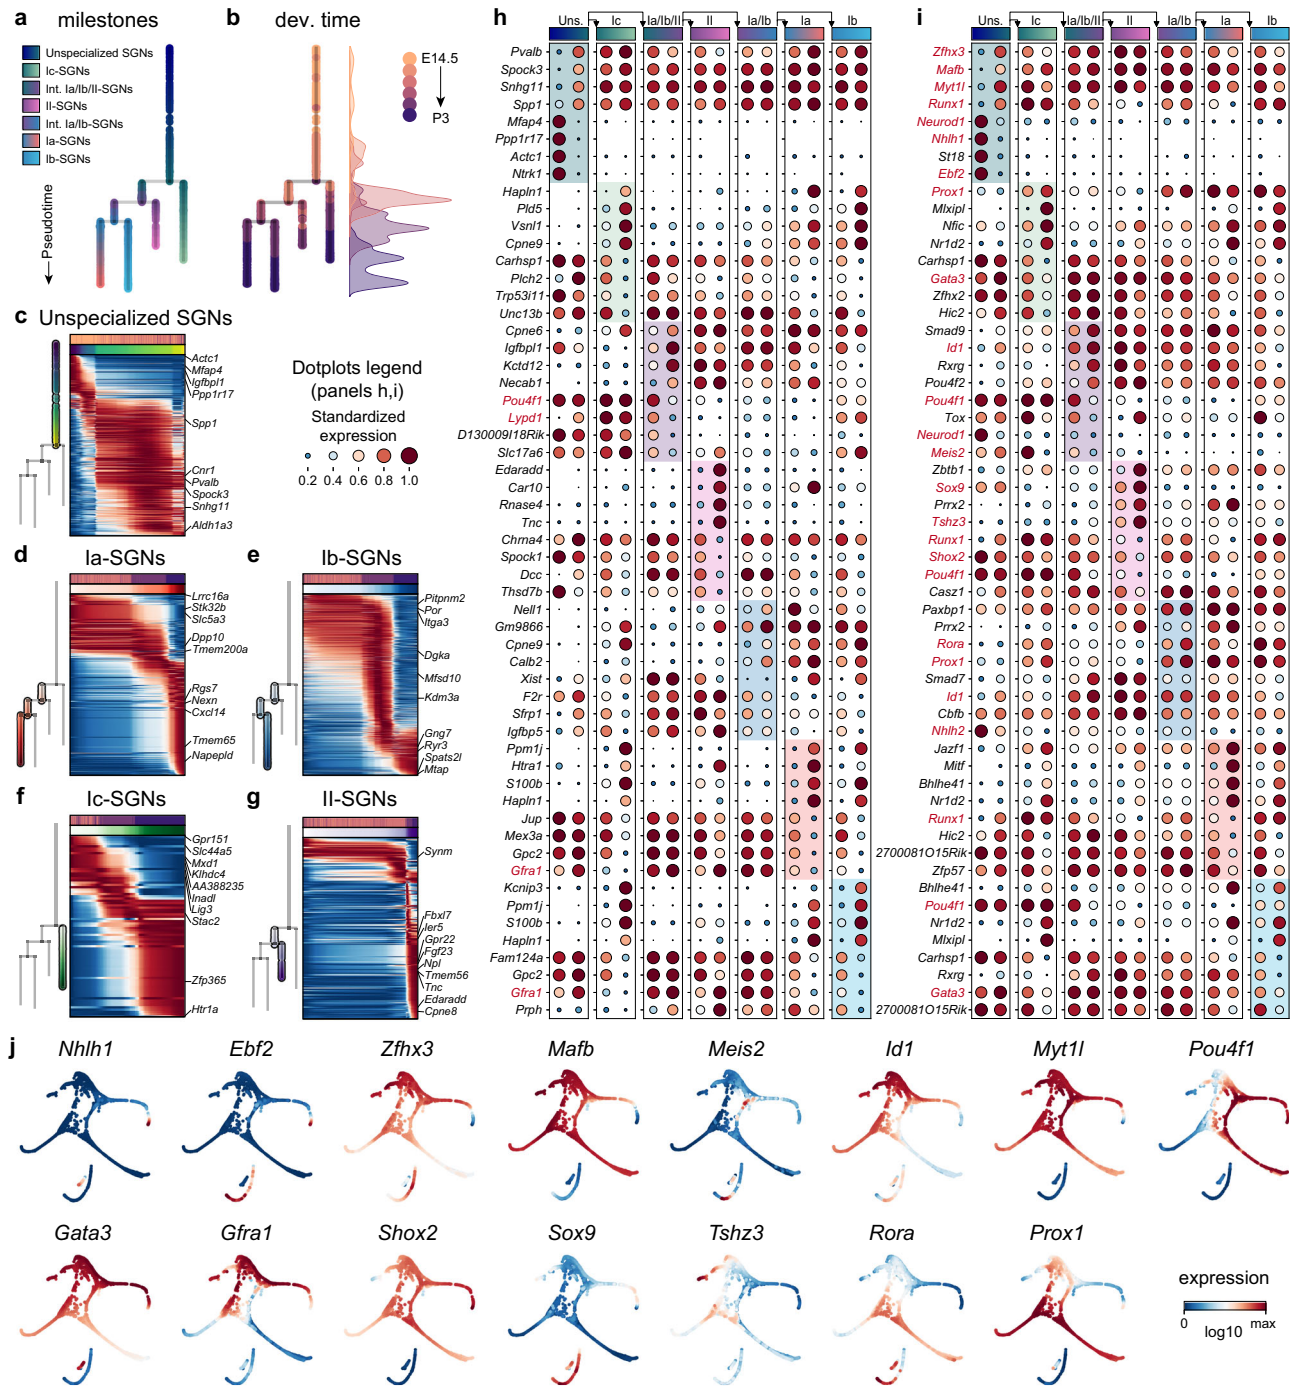 a milestones
Unspecialized SGNs
Ic-SGNs
Int. Ia/Ib/II-SGNs
II-SGNs
Int. Ia/Ib-SGNs
Ia-SGNs
Ib-SGNs
Pseudotime
b dev. time
E14.5
P3
c Unspecialized SGNs
Actc1
Mfap4
Igfbpl1
Ppp1r17
Spp1
Cnr1
Pvalb
Spock3
Snhg11
Aldh1a3
Dotplots legend
(panels h,i)
Standardized
expression
0.2 0.4 0.6 0.8 1.0
d Ia-SGNs
Lrrc16a
Stk32b
Slc5a3
Dpp10
Tmem200a
Rgs7
Nexn
Cxcl14
Tmem65
Napepld
e Ib-SGNs
Pitpnm2
Por
Itga3
Dgka
Mfsd10
Kdm3a
Gng7
Ryr3
Spats2l
Mtap
f Ic-SGNs
Gpr151
Slc44a5
Mxd1
Klhdc4
AA388235
Inadl
Lig3
Stac2
Zfp365
Htr1a
g II-SGNs
Synm
Fbxl7
Ier5
Gpr22
Fgf23
Npl
Tmem56
Tnc
Edaradd
Cpne8
h
Uns. Ic Ia/Ib/II II Ia/Ib Ia Ib
Pvalb
Spock3
Snhg11
Spp1
Mfap4
Ppp1r17
Actc1
Ntrk1
Hapln1
Pld5
Vsnl1
Cpne9
Carhsp1
Plch2
Trp53i11
Unc13b
Cpne6
Igfbpl1
Kctd12
Necab1
Pou4f1
Lypd1
D130009I18Rik
Slc17a6
Edaradd
Car10
Rnase4
Tnc
Chrna4
Spock1
Dcc
Thsd7b
Nell1
Gm9866
Cpne9
Calb2
Xist
F2r
Sfrp1
Igfbp5
Ppm1j
Htra1
S100b
Hapln1
Jup
Mex3a
Gpc2
Gfra1
Kcnip3
Ppm1j
S100b
Hapln1
Fam124a
Gpc2
Gfra1
Prph
i
Uns. Ic Ia/Ib/II II Ia/Ib Ia Ib
Zfhx3
Mafb
Myt1l
Runx1
Neurod1
Nhlh1
St18
Ebf2
Prox1
Mlxipl
Nfic
Nr1d2
Carhsp1
Gata3
Zfhx2
Hic2
Smad9
Id1
Rxrg
Pou4f2
Pou4f1
Tox
Neurod1
Meis2
Zbtb1
Sox9
Prrx2
Tshz3
Runx1
Shox2
Pou4f1
Casz1
Paxbp1
Prrx2
Rora
Prox1
Smad7
Id1
Cbfb
Nhlh2
Jazf1
Mitf
Bhlhe41
Nr1d2
Runx1
Hic2
2700081O15Rik
Zfp57
Bhlhe41
Pou4f1
Nr1d2
Mlxipl
Carhsp1
Rxrg
Gata3
2700081O15Rik
j
Nhlh1 Ebf2 Zfhx3 Mafb Meis2 Id1 Myt1l Pou4f1
Gata3 Gfra1 Shox2 Sox9 Tshz3 Rora Prox1
expression
0 max
log10